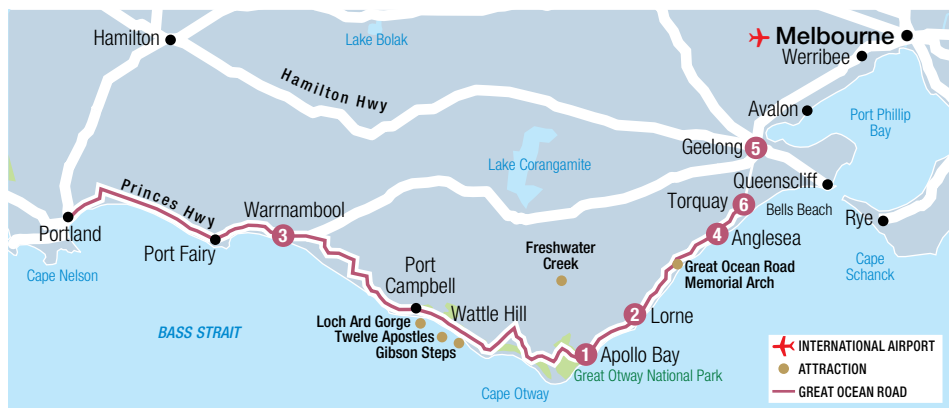 Hamilton
Lake Bolak
Melbourne
Werribee
Hamilton Hwy
Avalon
Port Phillip
Bay
Geelong
5
Lake Corangamite
Queenscliff
Princes Hwy
Torquay
6
Bells Beach
Warrnambool
3
Portland
Rye
4
Anglesea
Port Fairy
Freshwater
Creek
Cape Nelson
Cape
Schanck
Great Ocean Road
Memorial Arch
Port
Campbell
Wattle Hill
2
Lorne
BASS STRAIT
Loch Ard Gorge
Twelve Apostles
Gibson Steps
1
Apollo Bay
Great Otway National Park
Cape Otway
INTERNATIONAL AIRPORT
ATTRACTION
GREAT OCEAN ROAD